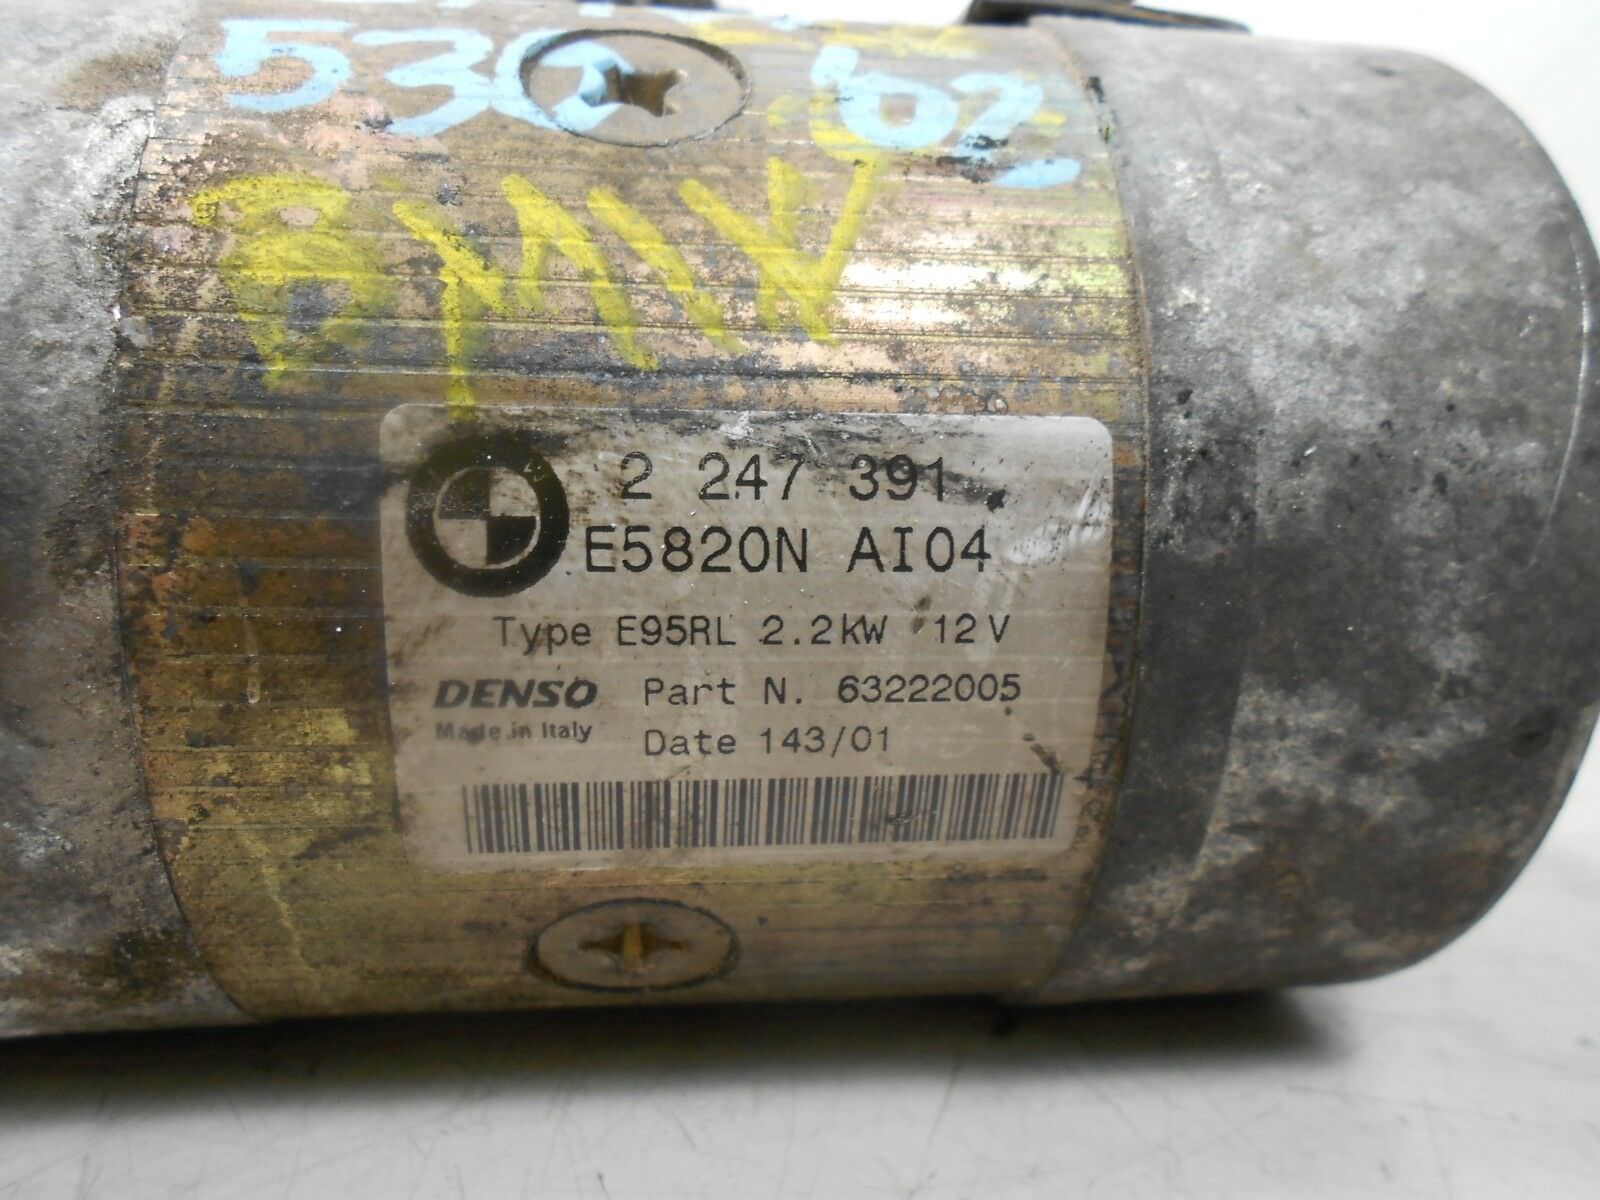 530 '02
BMW
2 247 391
E5820N AI04
Type E95RL 2.2KW 12V
DENSO Part N. 63222005
Made in Italy
Date 143/01